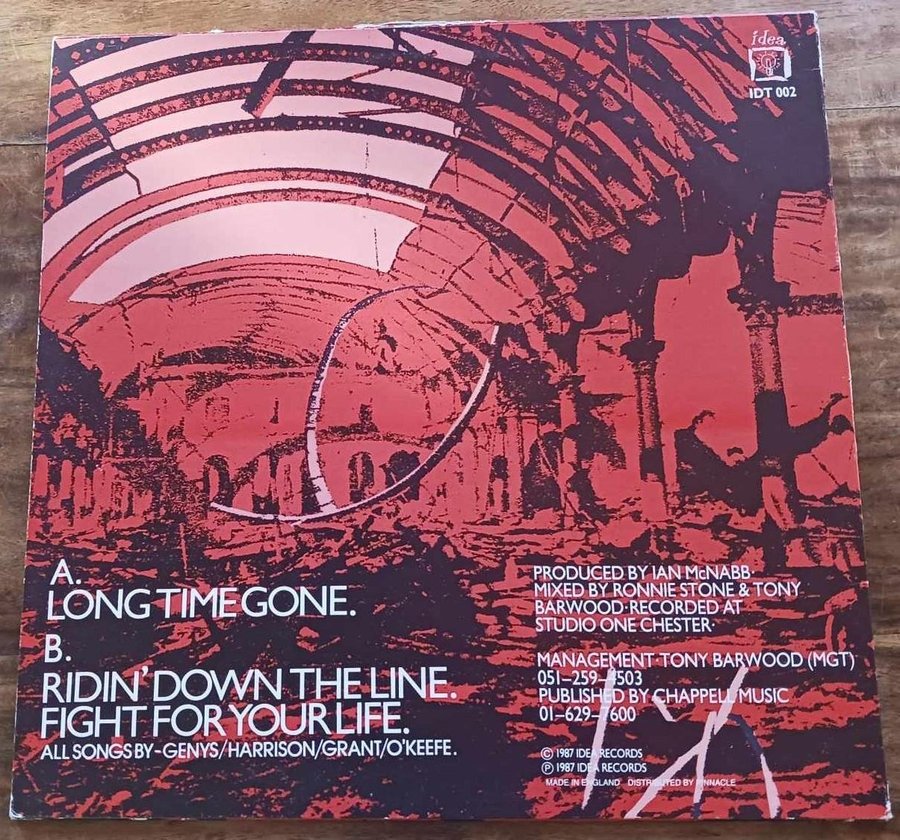 idea
IDT 002
A.
LONG TIME GONE.
B.
RIDIN' DOWN THE LINE.
FIGHT FOR YOUR LIFE.
ALL SONGS BY-GENYS/HARRISON/GRANT/O'KEEFE.
PRODUCED BY IAN McNABB·
MIXED BY RONNIE STONE & TONY
BARWOOD·RECORDED AT
STUDIO ONE CHESTER·
MANAGEMENT·TONY BARWOOD (MGT)
051-259-7503
PUBLISHED BY CHAPPELL MUSIC
01-629-7600
© 1987 IDEA RECORDS
℗ 1987 IDEA RECORDS
MADE IN ENGLAND DISTRIBUTED BY PINNACLE